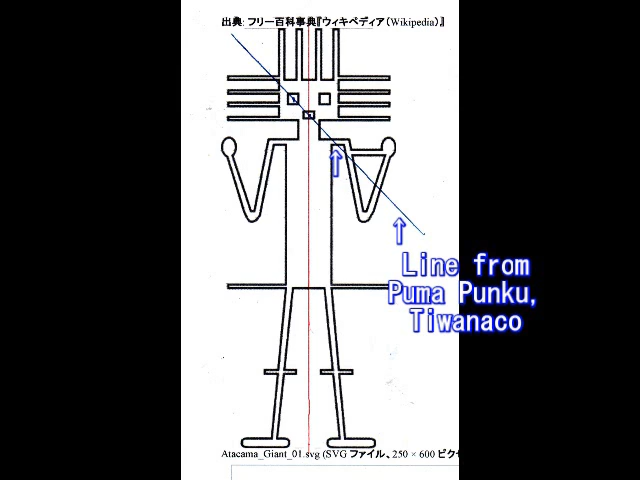 出典: フリー百科事典『ウィキペディア（Wikipedia）』
Line from
Puma Punku,
Tiwanaco
Atacama_Giant_01.svg (SVG ファイル、250 × 600 ピクセ